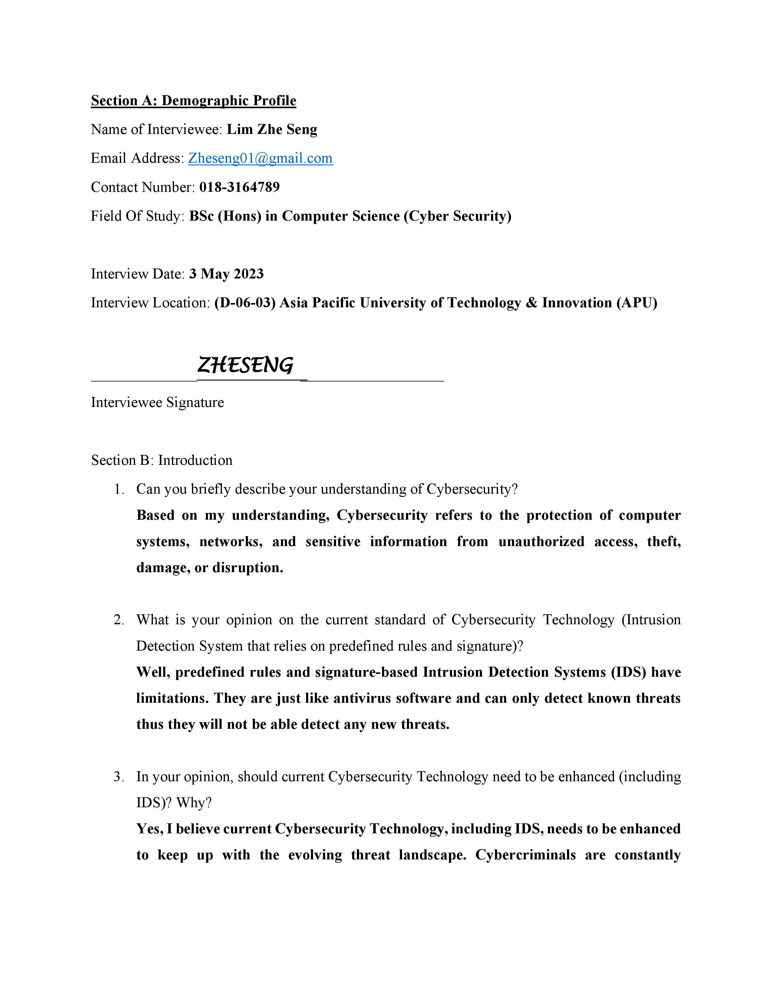 Section A: Demographic Profile
Name of Interviewee: Lim Zhe Seng
Email Address: Zheseng01@gmail.com
Contact Number: 018-3164789
Field Of Study: BSc (Hons) in Computer Science (Cyber Security)
Interview Date: 3 May 2023
Interview Location: (D-06-03) Asia Pacific University of Technology & Innovation (APU)
ZHESENG
Interviewee Signature
Section B: Introduction
1. Can you briefly describe your understanding of Cybersecurity?
Based on my understanding, Cybersecurity refers to the protection of computer
systems, networks, and sensitive information from unauthorized access, theft,
damage, or disruption.
2. What is your opinion on the current standard of Cybersecurity Technology (Intrusion
Detection System that relies on predefined rules and signature)?
Well, predefined rules and signature-based Intrusion Detection Systems (IDS) have
limitations. They are just like antivirus software and can only detect known threats
thus they will not be able detect any new threats.
3. In your opinion, should current Cybersecurity Technology need to be enhanced (including
IDS)? Why?
Yes, I believe current Cybersecurity Technology, including IDS, needs to be enhanced
to keep up with the evolving threat landscape. Cybercriminals are constantly